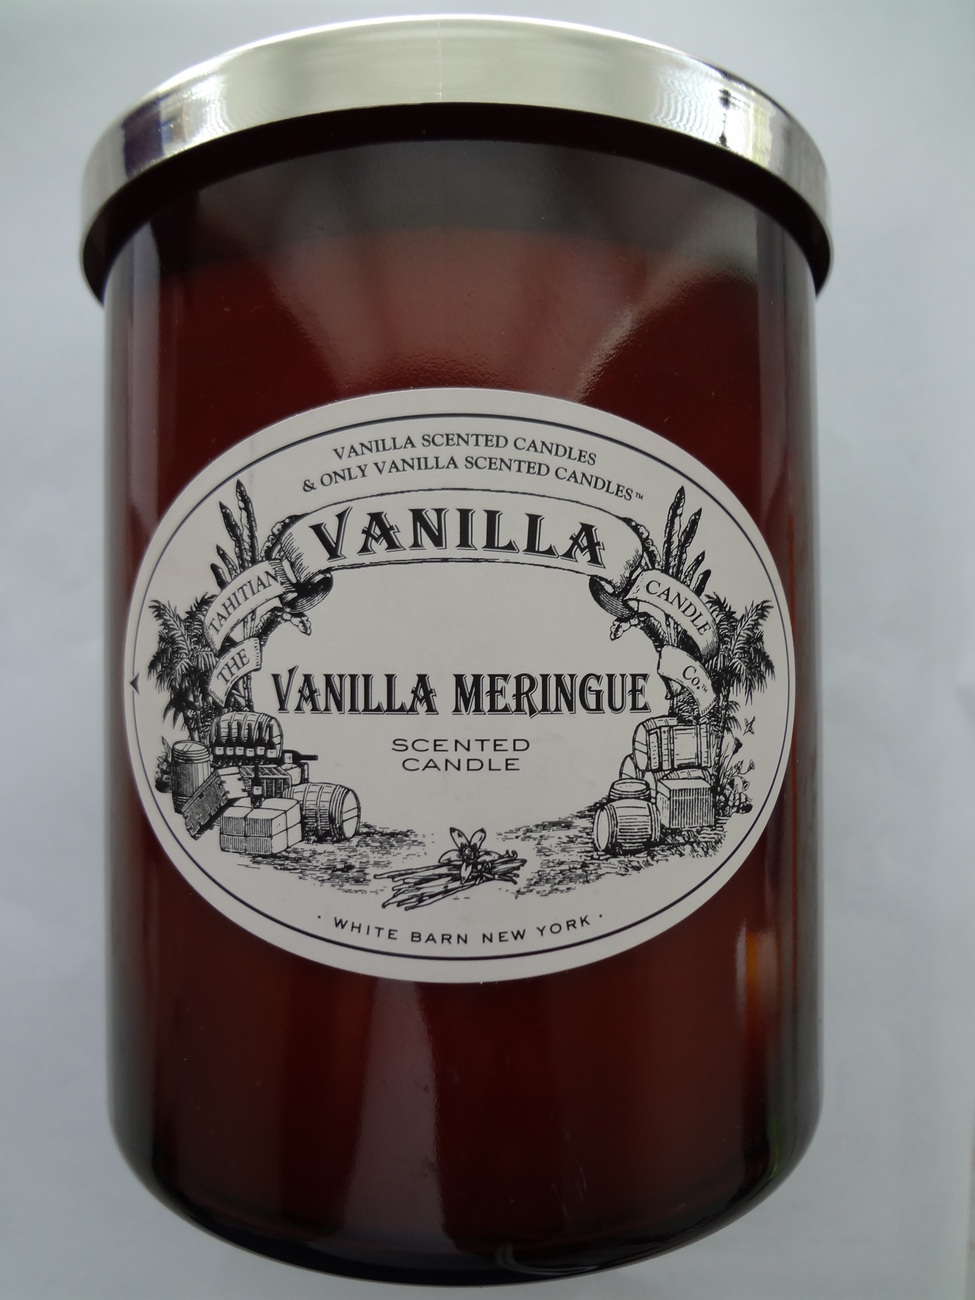 VANILLA SCENTED CANDLES
& ONLY VANILLA SCENTED CANDLES™
THE
TAHITIAN
VANILLA
CANDLE
Co.™
VANILLA MERINGUE
SCENTED
CANDLE
· WHITE BARN NEW YORK ·